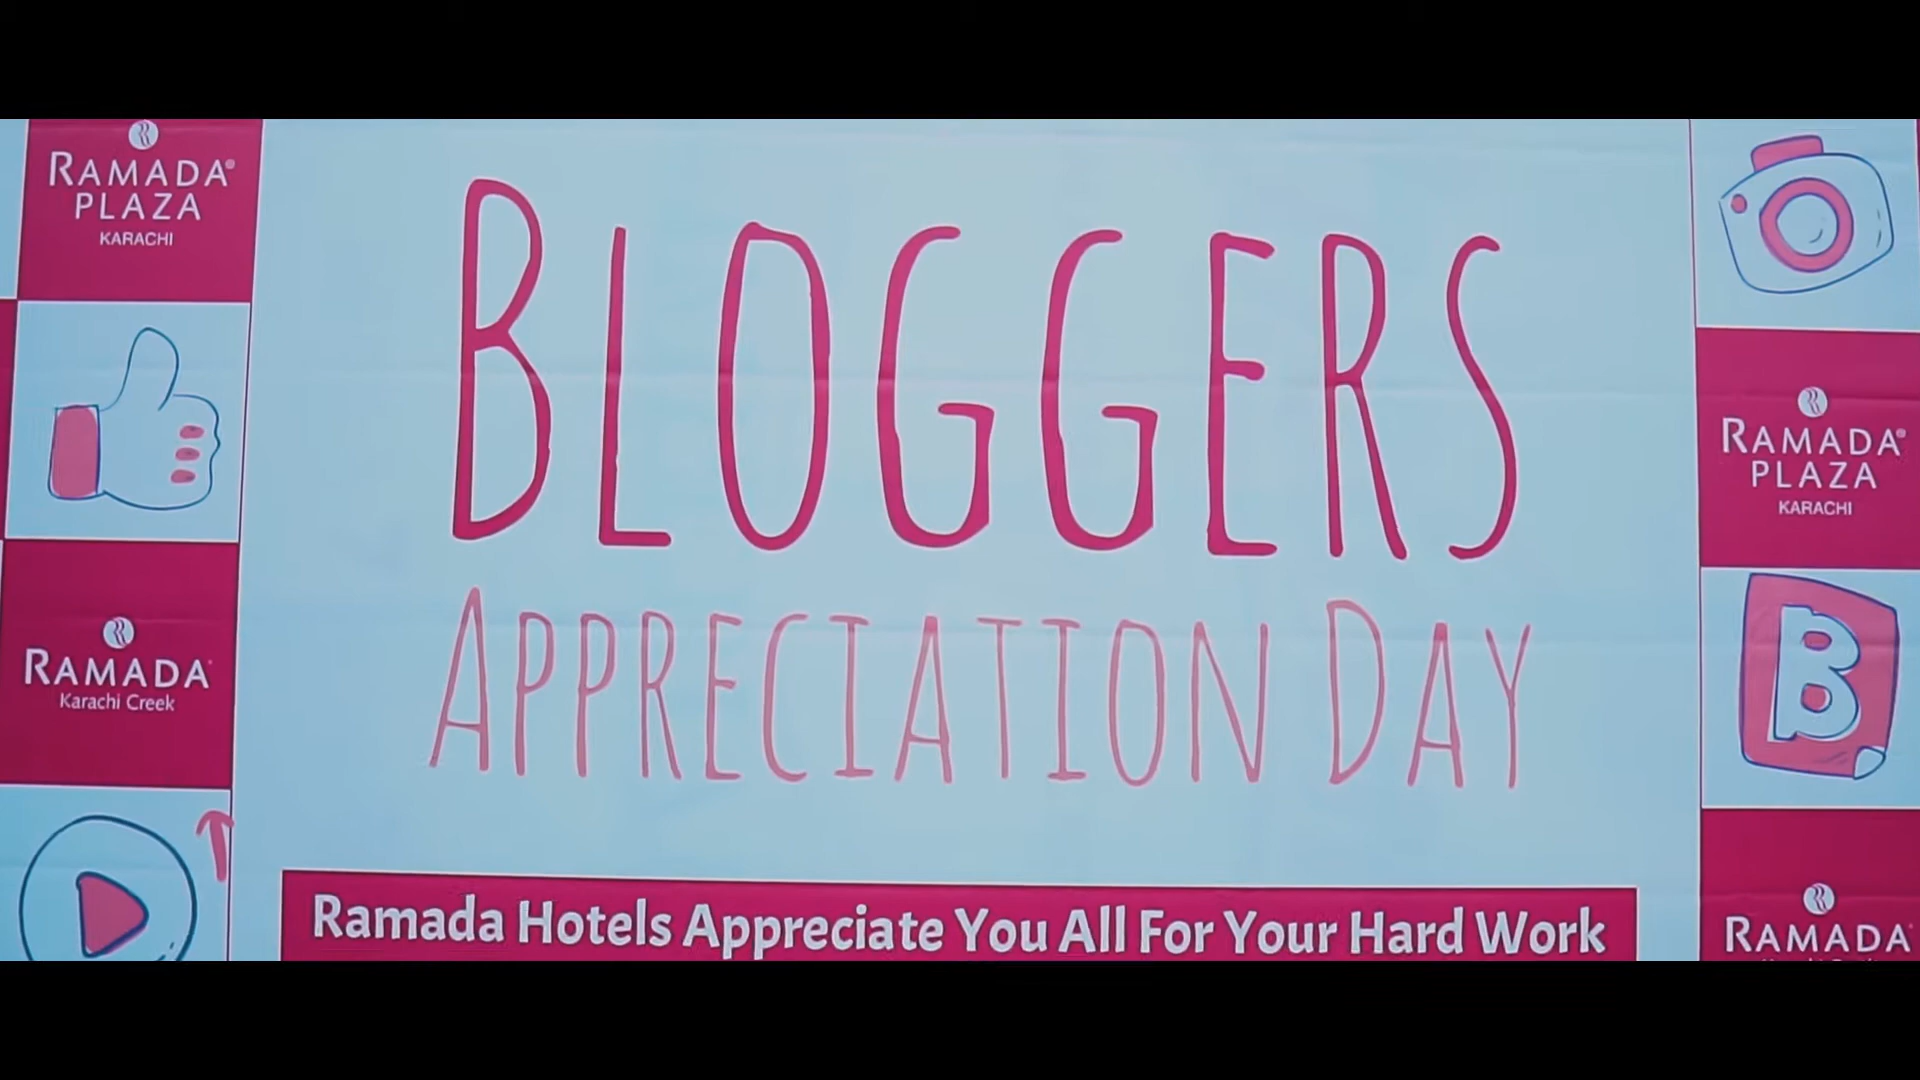 RAMADA®
PLAZA
KARACHI
RAMADA
Karachi Creek
BLOGGERS
APPRECIATION DAY
Ramada Hotels Appreciate You All For Your Hard Work
RAMADA®
PLAZA
KARACHI
B
RAMADA